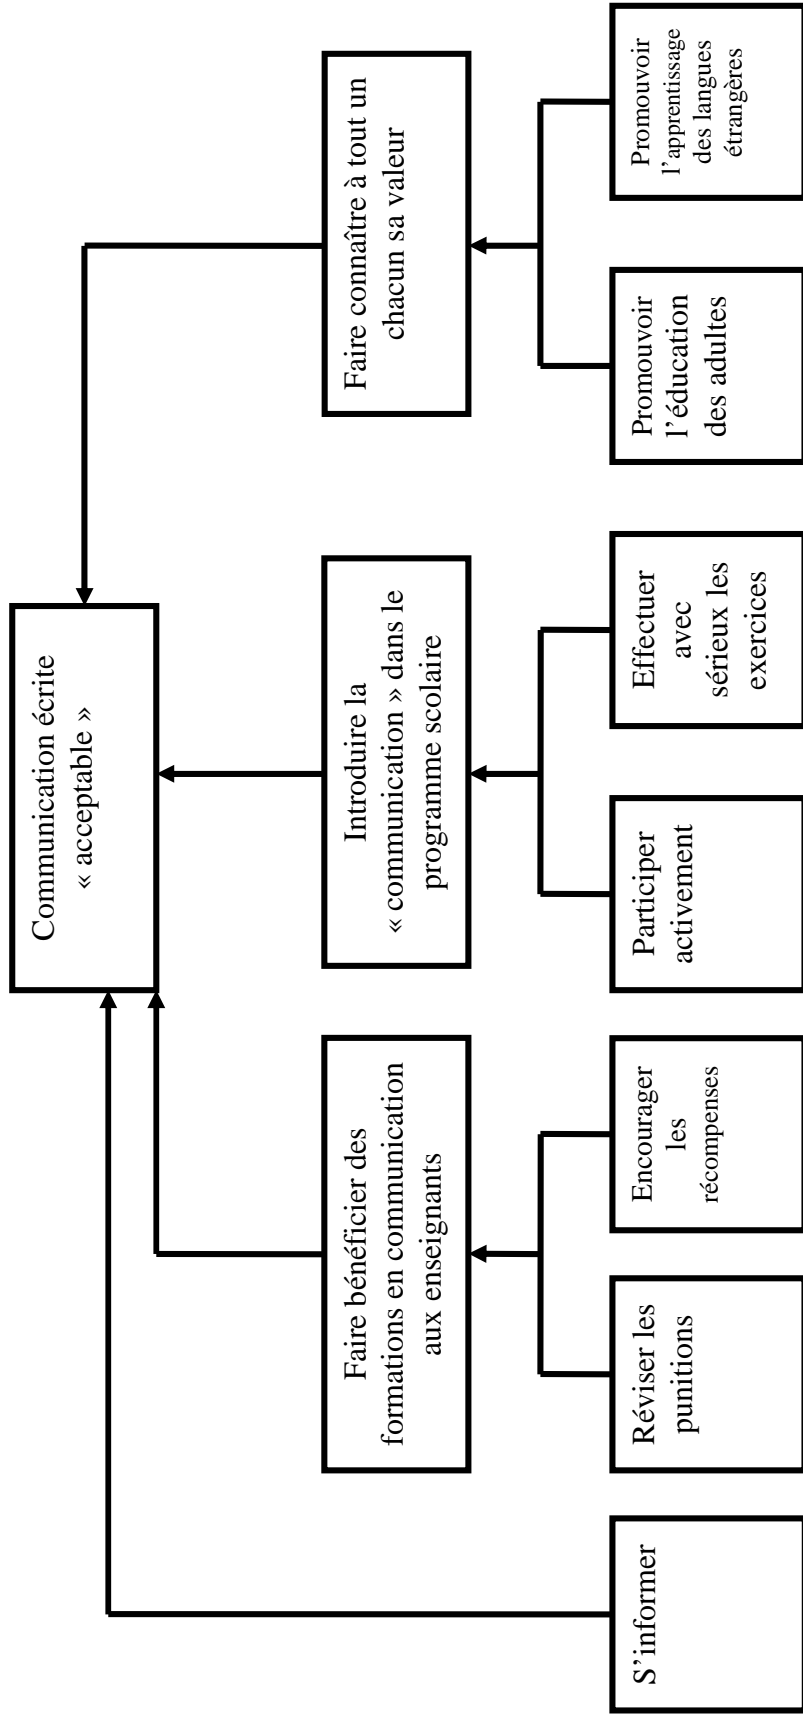 Communication écrite
« acceptable »
Faire bénéficier des
formations en communication
aux enseignants
Introduire la
« communication » dans le
programme scolaire
Faire connaître à tout un
chacun sa valeur
S’informer
Réviser les
punitions
Encourager
les
récompenses
Participer
activement
Effectuer
avec
sérieux les
exercices
Promouvoir
l’éducation
des adultes
Promouvoir
l’apprentissage
des langues
étrangères